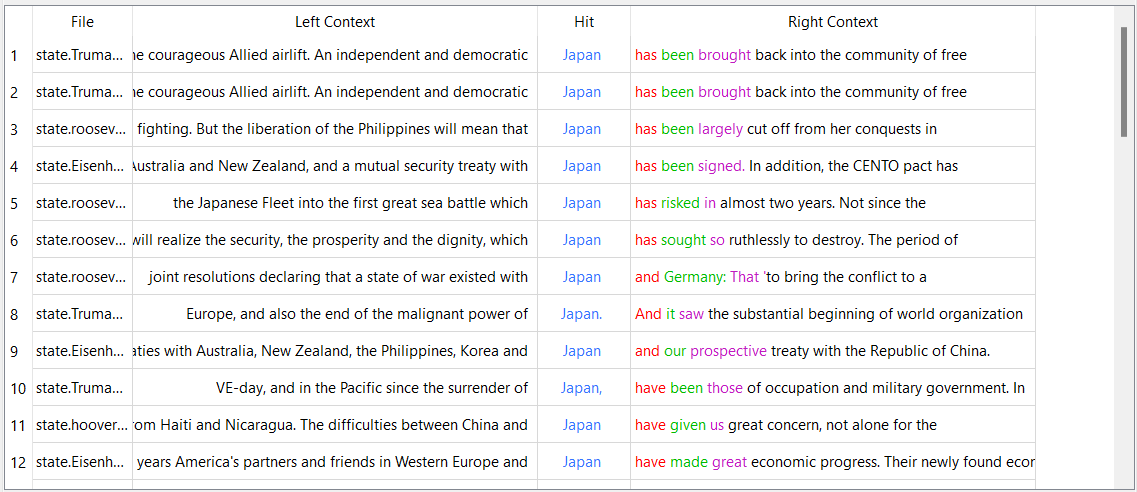 File Left Context Hit Right Context
1 state.Truma... ne courageous Allied airlift. An independent and democratic Japan has been brought back into the community of free
2 state.Truma... ne courageous Allied airlift. An independent and democratic Japan has been brought back into the community of free
3 state.roosev... fighting. But the liberation of the Philippines will mean that Japan has been largely cut off from her conquests in
4 state.Eisenh... Australia and New Zealand, and a mutual security treaty with Japan has been signed. In addition, the CENTO pact has
5 state.roosev... the Japanese Fleet into the first great sea battle which Japan has risked in almost two years. Not since the
6 state.roosev... will realize the security, the prosperity and the dignity, which Japan has sought so ruthlessly to destroy. The period of
7 state.roosev... joint resolutions declaring that a state of war existed with Japan and Germany: That 'to bring the conflict to a
8 state.Truma... Europe, and also the end of the malignant power of Japan. And it saw the substantial beginning of world organization
9 state.Eisenh... aties with Australia, New Zealand, the Philippines, Korea and Japan and our prospective treaty with the Republic of China.
10 state.Truma... VE-day, and in the Pacific since the surrender of Japan, have been those of occupation and military government. In
11 state.hoover... rom Haiti and Nicaragua. The difficulties between China and Japan have given us great concern, not alone for the
12 state.Eisenh... years America's partners and friends in Western Europe and Japan have made great economic progress. Their newly found ecor